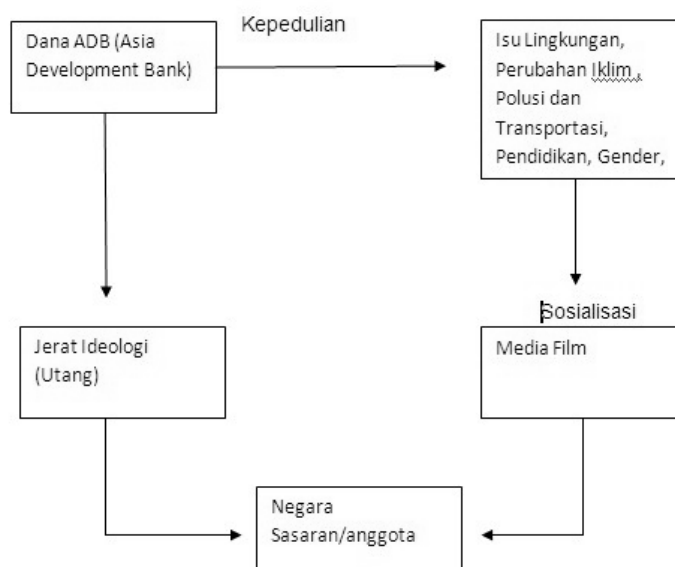 Dana ADB (Asia
Development Bank)
Kepedulian
Isu Lingkungan,
Perubahan Iklim ,
Polusi dan
Transportasi,
Pendidikan, Gender,
Jerat Ideologi
(Utang)
Sosialisasi
Media Film
Negara
Sasaran/anggota